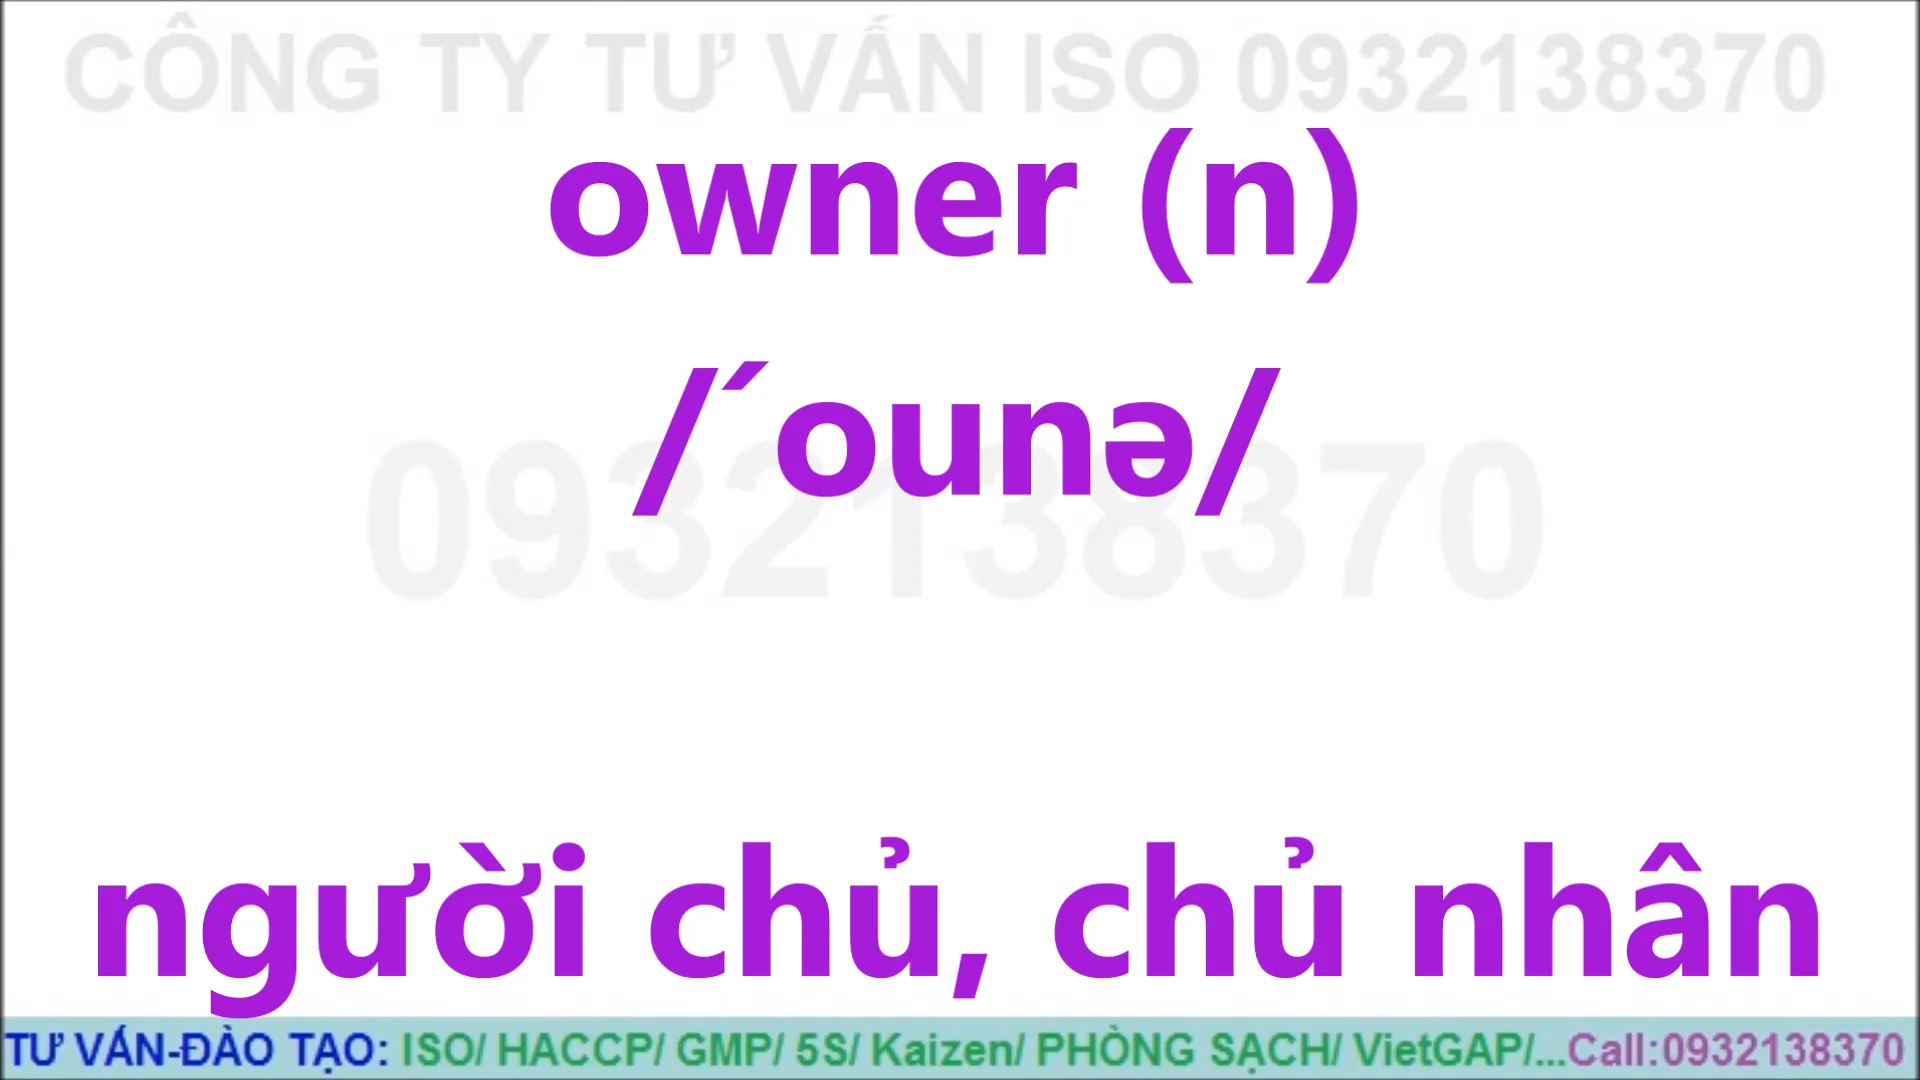 CÔNG TY TƯ VẤN ISO 0932138370
owner (n)
/´ounə/
0932138370
người chủ, chủ nhân
TƯ VẤN-ĐÀO TẠO: ISO/ HACCP/ GMP/ 5S/ Kaizen/ PHÒNG SẠCH/ VietGAP/...Call:0932138370